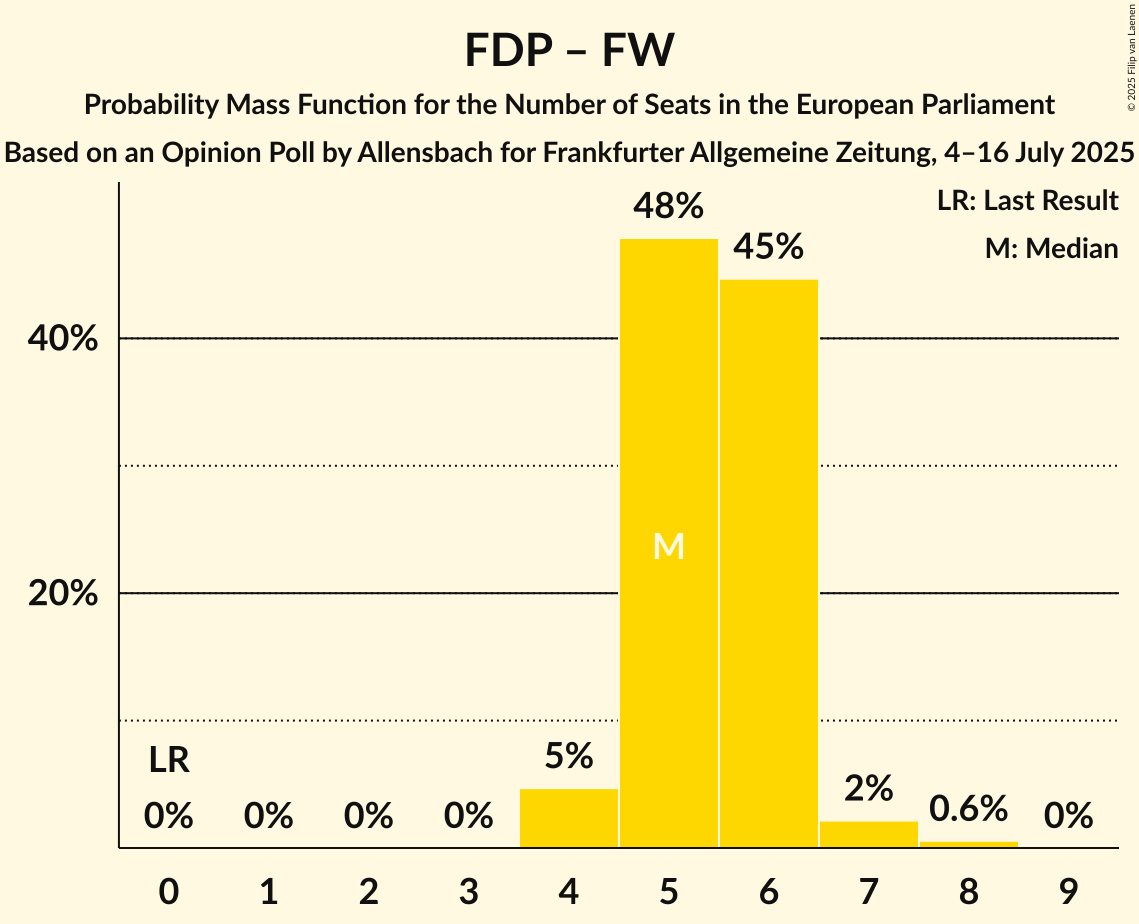 FDP – FW
Probability Mass Function for the Number of Seats in the European Parliament
Based on an Opinion Poll by Allensbach for Frankfurter Allgemeine Zeitung, 4–16 July 2025
© 2025 Filip van Laenen
LR: Last Result
M: Median
48%
45%
40%
M
20%
LR
5%
2%
0.6%
0% 0% 0% 0% 0%
0 1 2 3 4 5 6 7 8 9